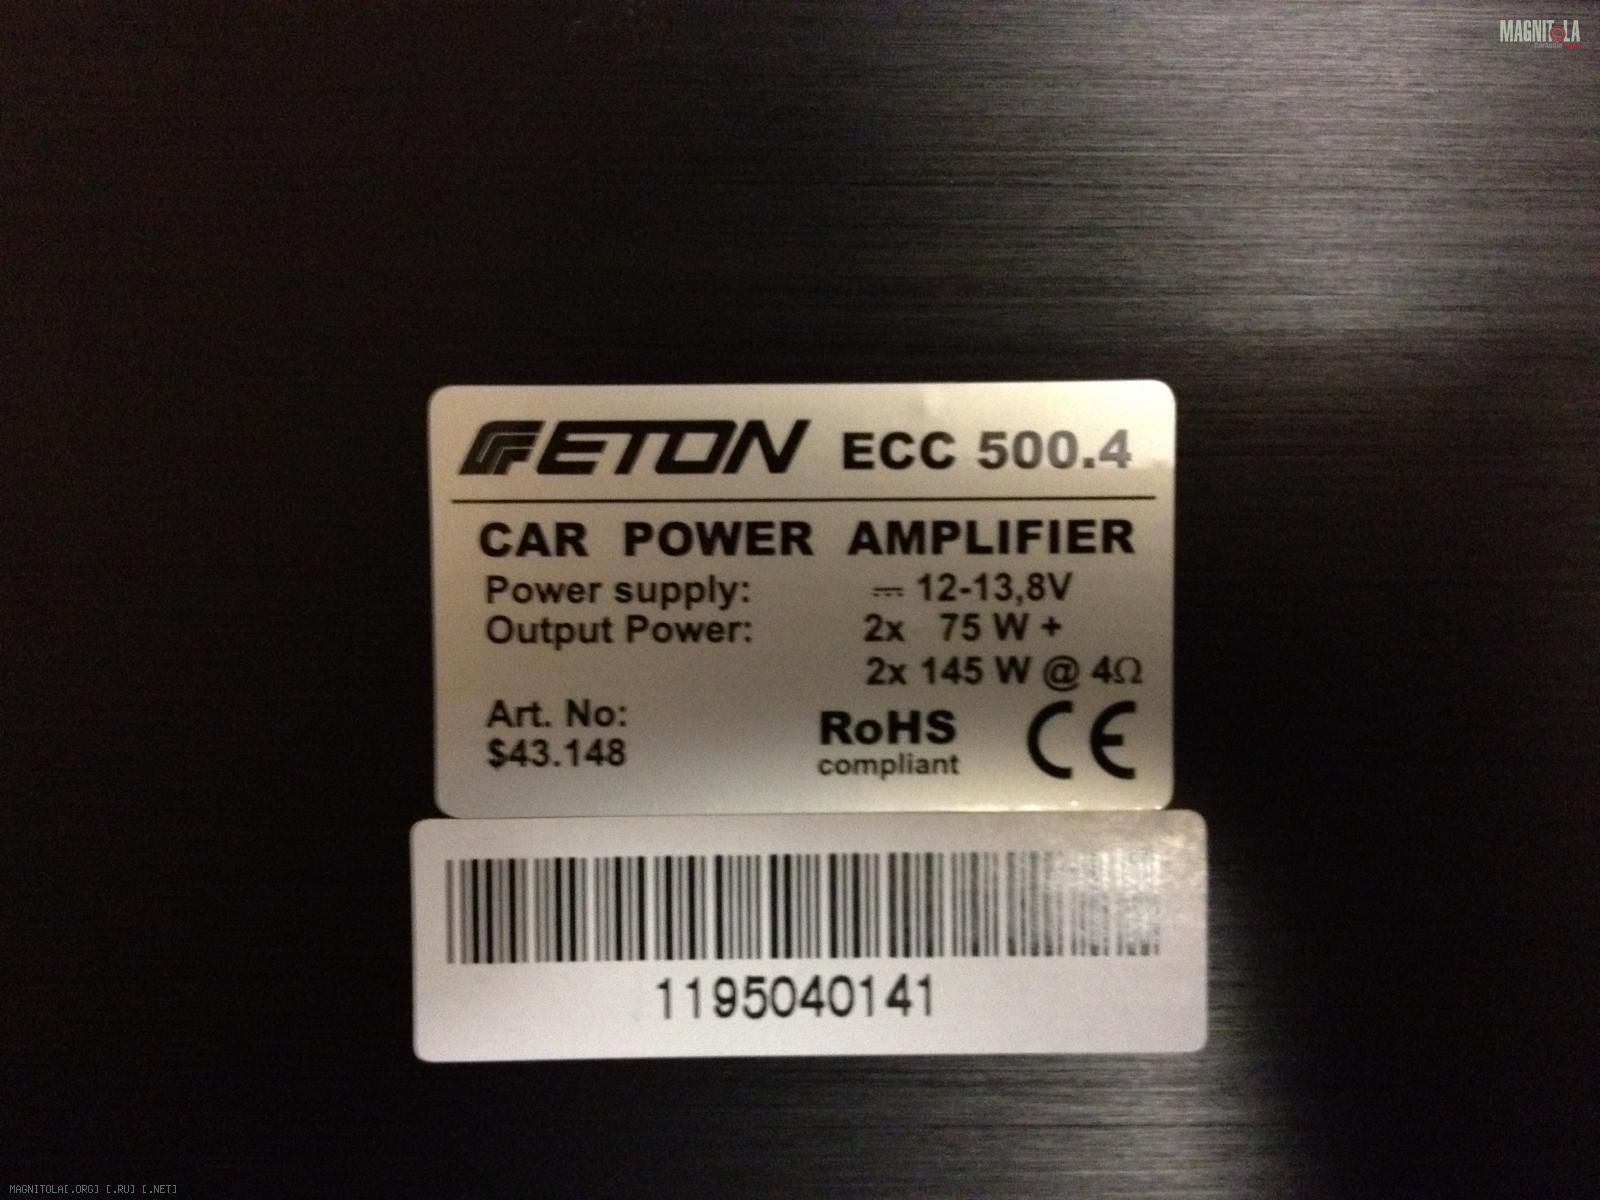 MAGNITOLA
ETON ECC 500.4
CAR POWER AMPLIFIER
Power supply: ⎓ 12-13,8V
Output Power: 2x 75 W +
2x 145 W @ 4Ω
Art. No:
$43.148
RoHS
compliant
CE
1195040141
MAGNITOLA[.ORG] [.RU] [.NET]